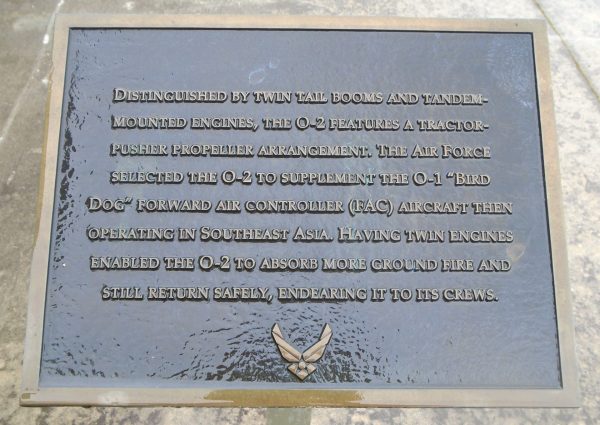 Distinguished by twin tail booms and tandem-
mounted engines, the O-2 features a tractor-
pusher propeller arrangement. The Air Force
selected the O-2 to supplement the O-1 "Bird
Dog" forward air controller (FAC) aircraft then
operating in Southeast Asia. Having twin engines
enabled the O-2 to absorb more ground fire and
still return safely, endearing it to its crews.